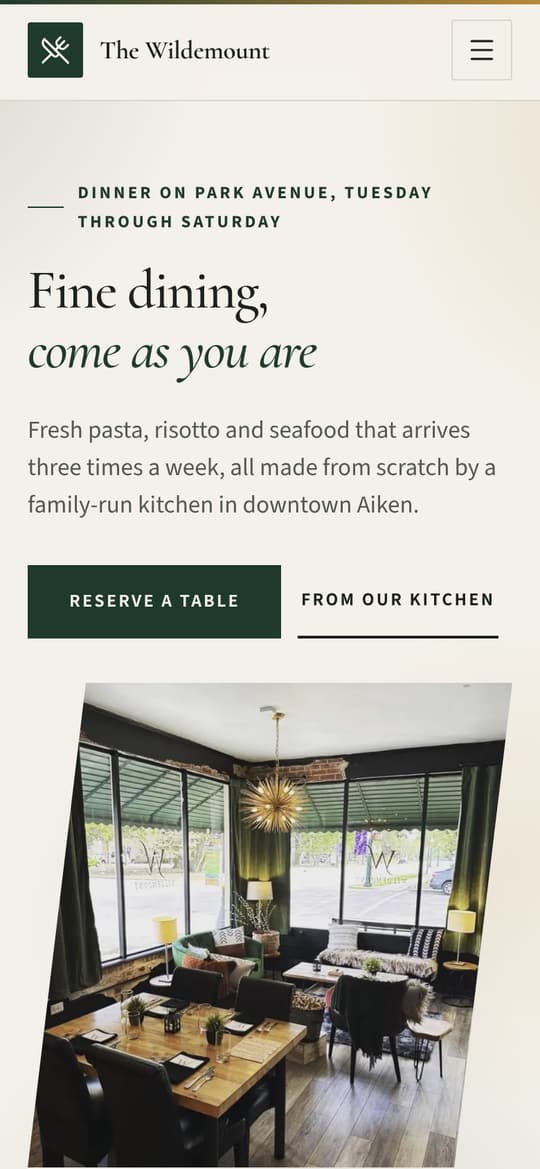 The Wildemount
DINNER ON PARK AVENUE, TUESDAY
THROUGH SATURDAY
Fine dining,
come as you are
Fresh pasta, risotto and seafood that arrives
three times a week, all made from scratch by a
family-run kitchen in downtown Aiken.
RESERVE A TABLE
FROM OUR KITCHEN
W
W